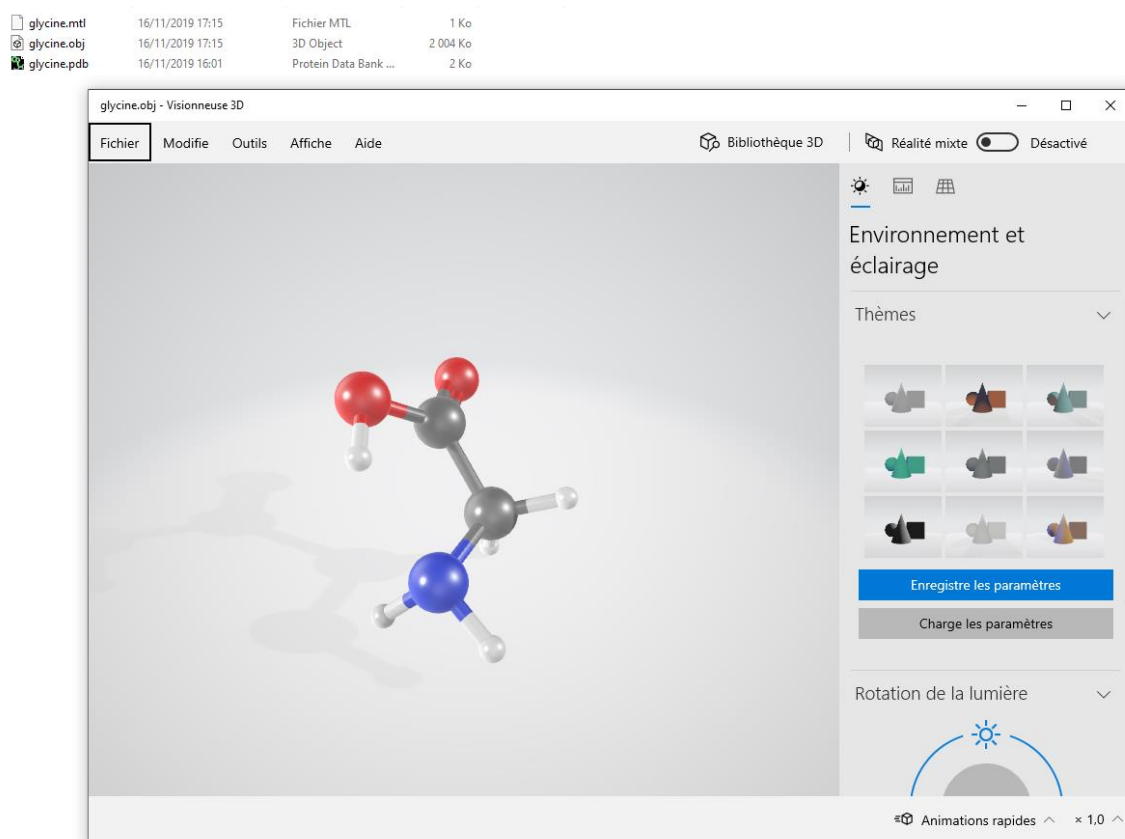 glycine.mtl 16/11/2019 17:15 Fichier MTL 1 Ko
glycine.obj 16/11/2019 17:15 3D Object 2 004 Ko
glycine.pdb 16/11/2019 16:01 Protein Data Bank ... 2 Ko
glycine.obj - Visionneuse 3D
Fichier Modifie Outils Affiche Aide Bibliothèque 3D Réalité mixte Désactivé
Environnement et
éclairage
Thèmes
Enregistre les paramètres
Charge les paramètres
Rotation de la lumière
Animations rapides × 1,0